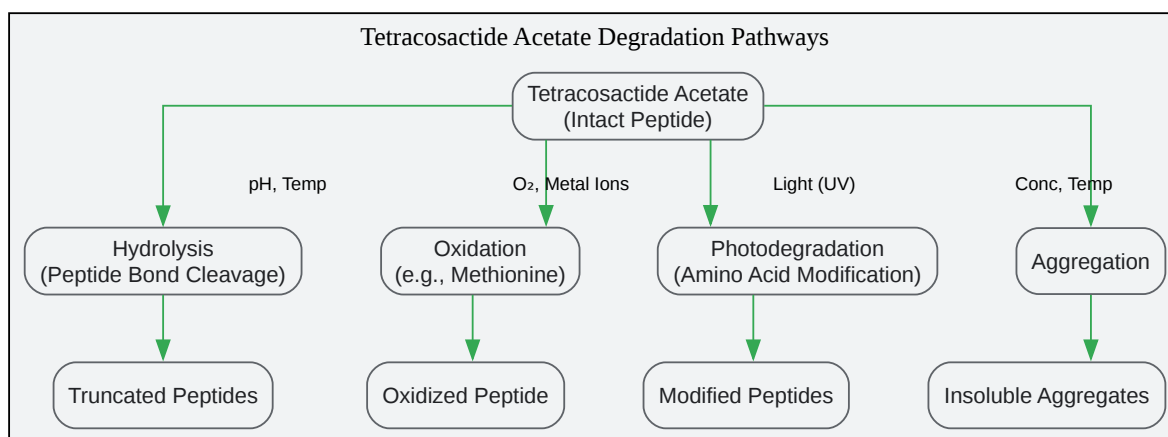 Tetracosactide Acetate Degradation Pathways
Tetracosactide Acetate
(Intact Peptide)
pH, Temp
O₂, Metal Ions
Light (UV)
Conc, Temp
Hydrolysis
(Peptide Bond Cleavage)
Oxidation
(e.g., Methionine)
Photodegradation
(Amino Acid Modification)
Aggregation
Truncated Peptides
Oxidized Peptide
Modified Peptides
Insoluble Aggregates